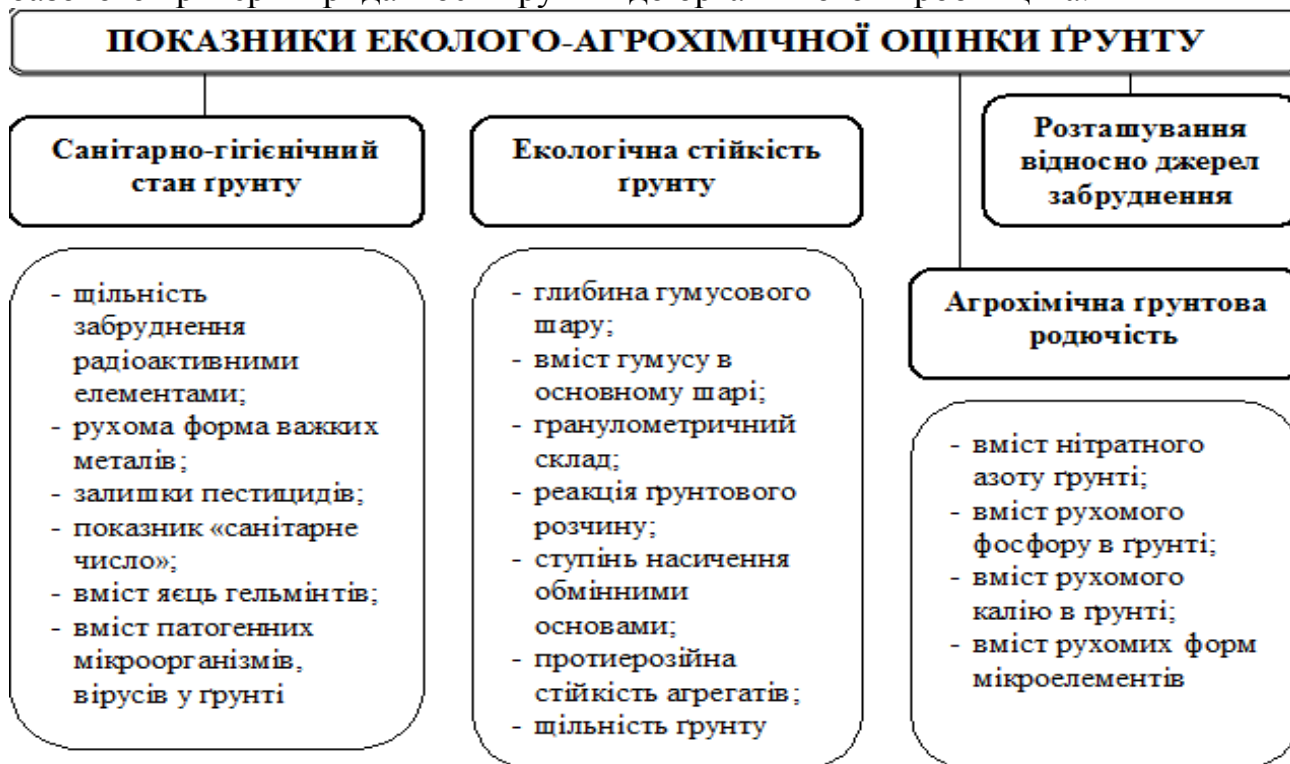 ПОКАЗНИКИ ЕКОЛОГО-АГРОХІМІЧНОЇ ОЦІНКИ ҐРУНТУ
Санітарно-гігієнічний
стан ґрунту
- щільність
забруднення
радіоактивними
елементами;
- рухома форма важких
металів;
- залишки пестицидів;
- показник «санітарне
число»;
- вміст яєць гельмінтів;
- вміст патогенних
мікроорганізмів,
вірусів у ґрунті
Екологічна стійкість
ґрунту
- глибина гумусового
шару;
- вміст гумусу в
основному шарі;
- гранулометричний
склад;
- реакція ґрунтового
розчину;
- ступінь насичення
обмінними
основами;
- протиерозійна
стійкість агрегатів;
- щільність ґрунту
Розташування
відносно джерел
забруднення
Агрохімічна ґрунтова
родючість
- вміст нітратного
азоту ґрунті;
- вміст рухомого
фосфору в ґрунті;
- вміст рухомого
калію в ґрунті;
- вміст рухомих форм
мікроелементів